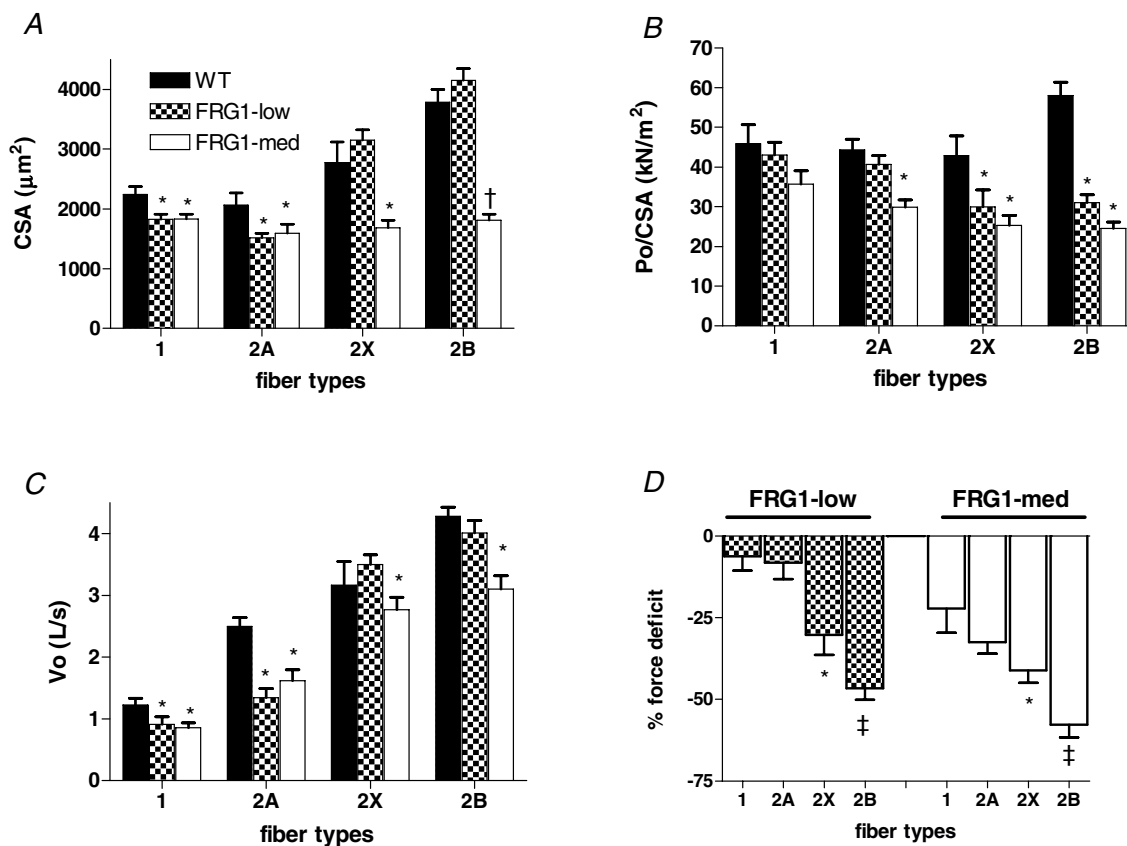 A
CSA (μm²)
4000
3000
2000
1000
0
WT
FRG1-low
FRG1-med
* *
* *
*
†
1 2A 2X 2B
fiber types
B
Po/CSA (kN/m²)
70
60
50
40
30
20
10
0
*
* *
* *
1 2A 2X 2B
fiber types
C
Vo (L/s)
4
3
2
1
0
* *
* *
*
*
1 2A 2X 2B
fiber types
D
FRG1-low FRG1-med
% force deficit
0
-25
-50
-75
*
‡
*
‡
1 2A 2X 2B 1 2A 2X 2B
fiber types